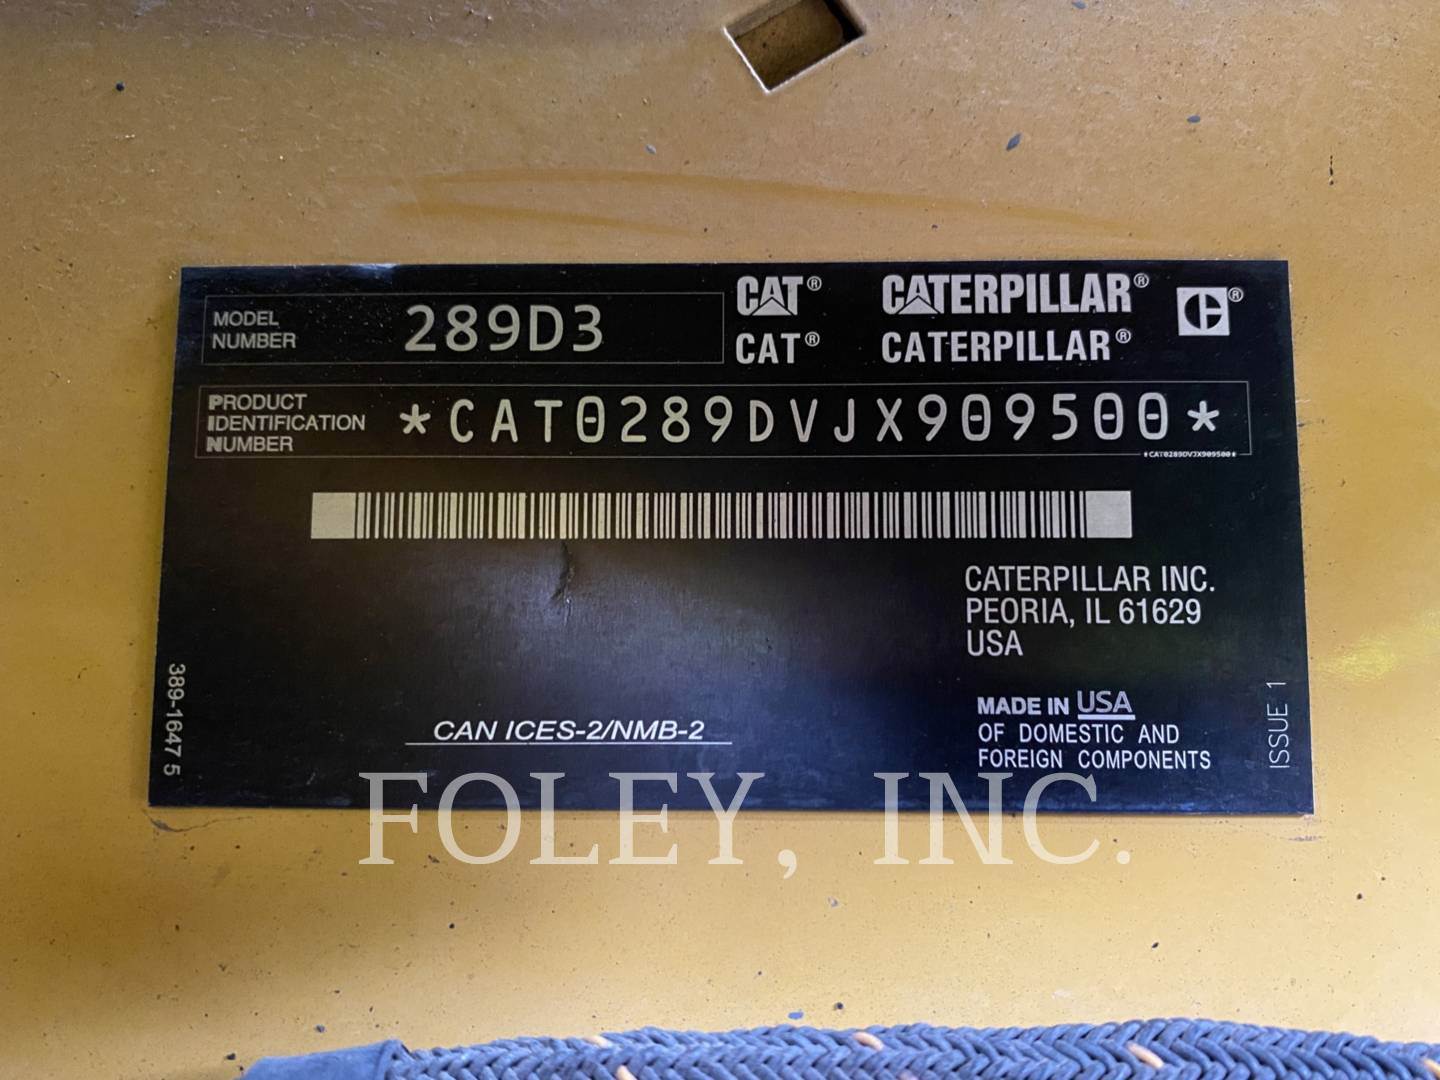 MODEL NUMBER 289D3
CAT® CATERPILLAR® ®
CAT® CATERPILLAR®
PRODUCT
IDENTIFICATION
NUMBER
*CAT0289DVJX909500*
*CAT0289DVJX909500*
CATERPILLAR INC.
PEORIA, IL 61629
USA
MADE IN USA
OF DOMESTIC AND
FOREIGN COMPONENTS
CAN ICES-2/NMB-2
389-1647 5
ISSUE 1
FOLEY, INC.